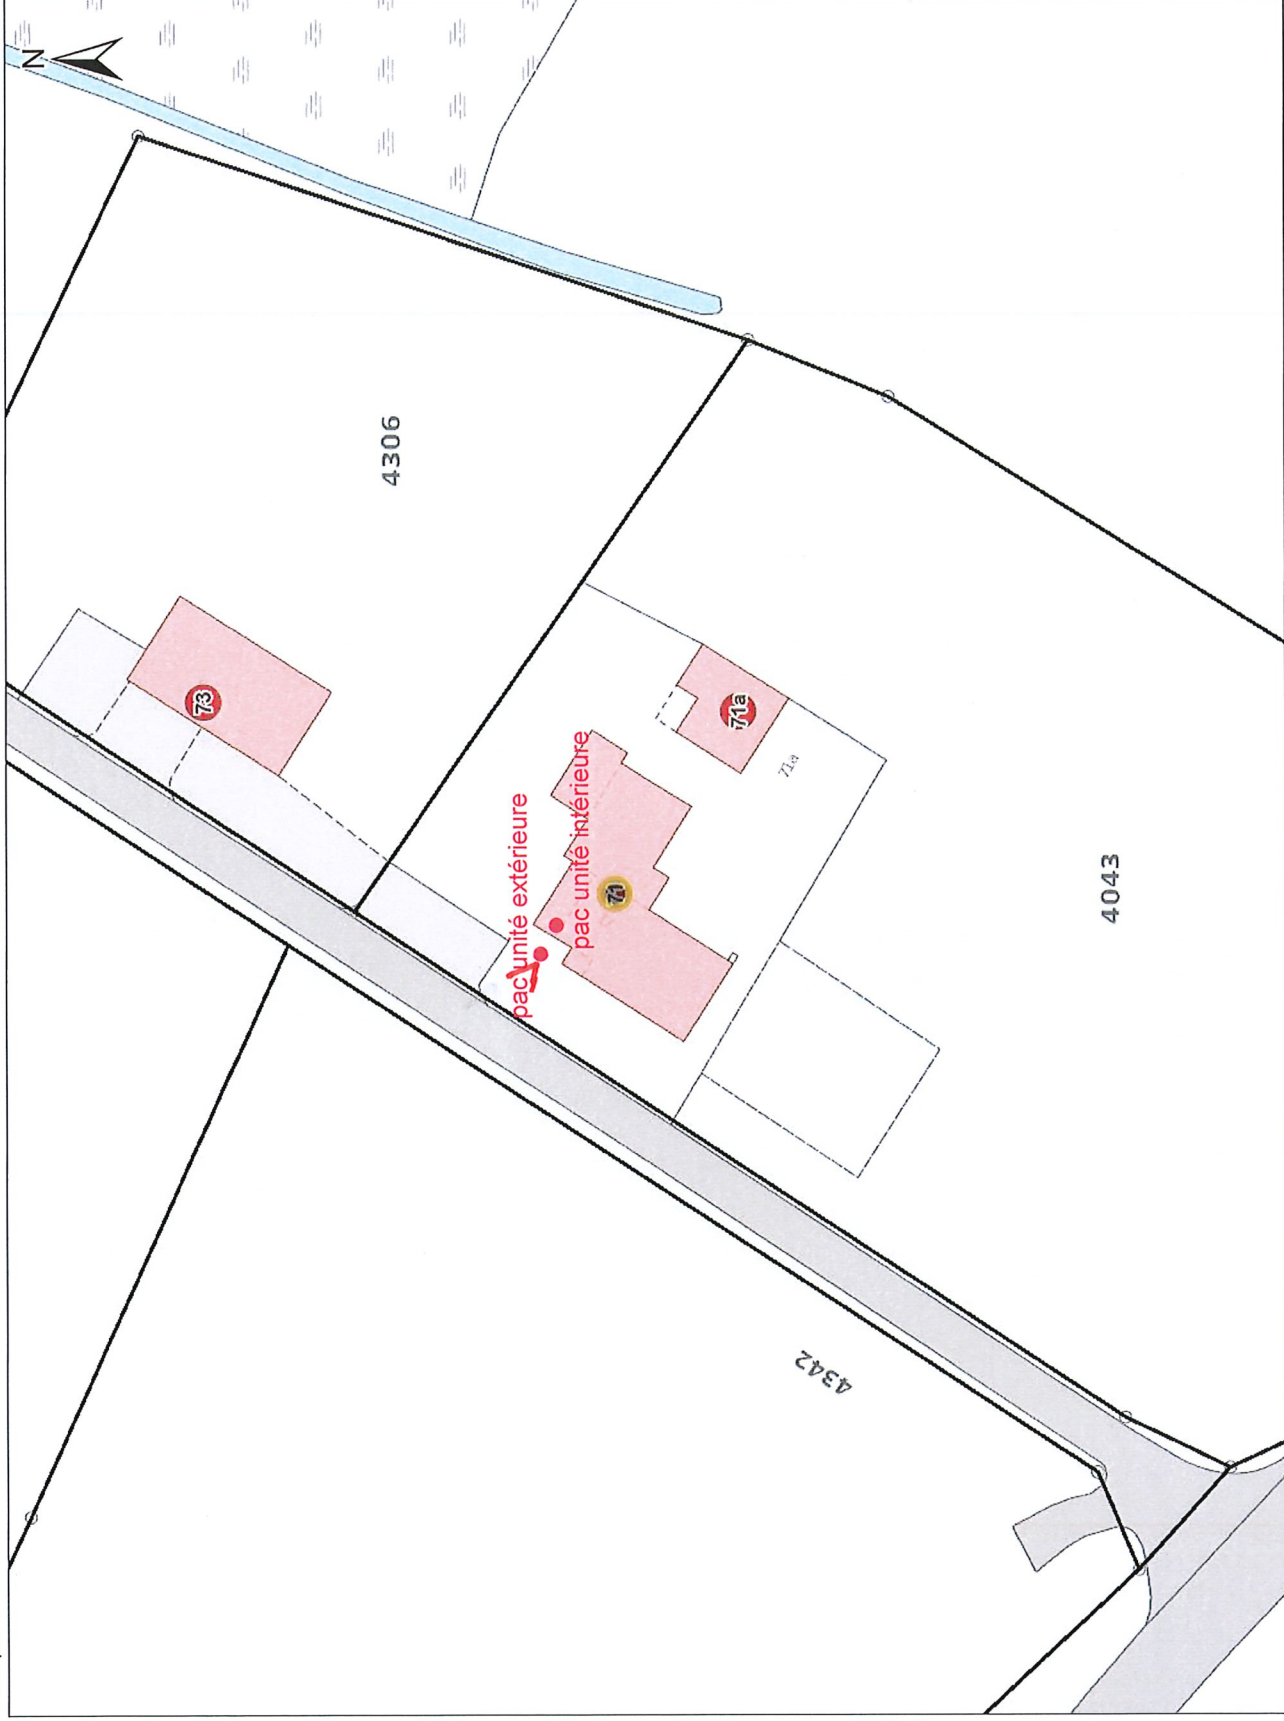 N
4306
73
71a
71a
pac unité extérieure
pac unité intérieure
71
4043
4342